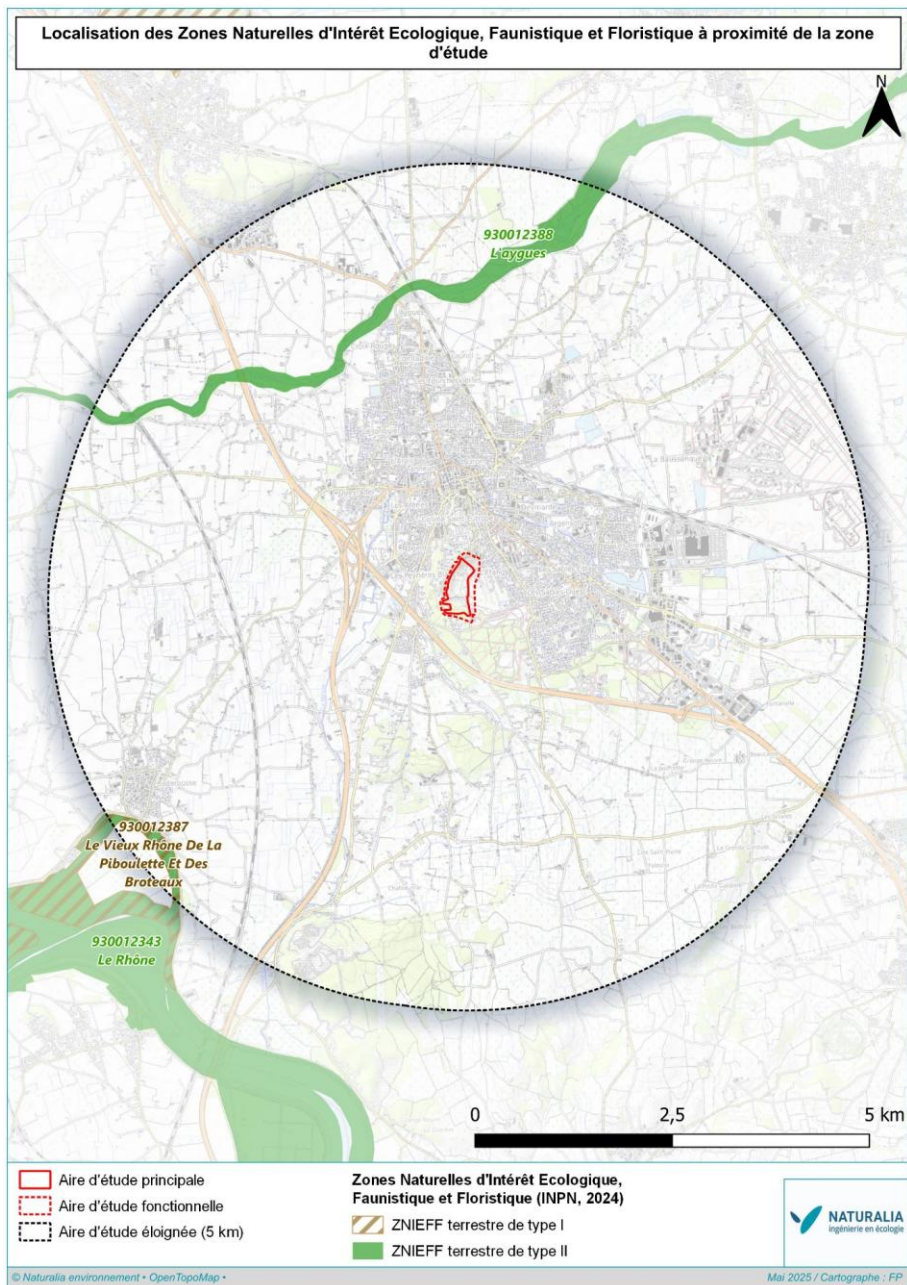 Localisation des Zones Naturelles d'Intérêt Ecologique, Faunistique et Floristique à proximité de la zone
d'étude
N
930012388
L'aygues
930012387
Le Vieux Rhône De La
Piboulette Et Des
Broteaux
930012343
Le Rhône
0
2,5
5 km
Aire d'étude principale
Aire d'étude fonctionnelle
Aire d'étude éloignée (5 km)
Zones Naturelles d'Intérêt Ecologique,
Faunistique et Floristique (INPN, 2024)
ZNIEFF terrestre de type I
ZNIEFF terrestre de type II
NATURALIA
ingénierie en écologie
© Naturalia environnement • OpenTopoMap •
Mai 2025 / Cartographe : FP